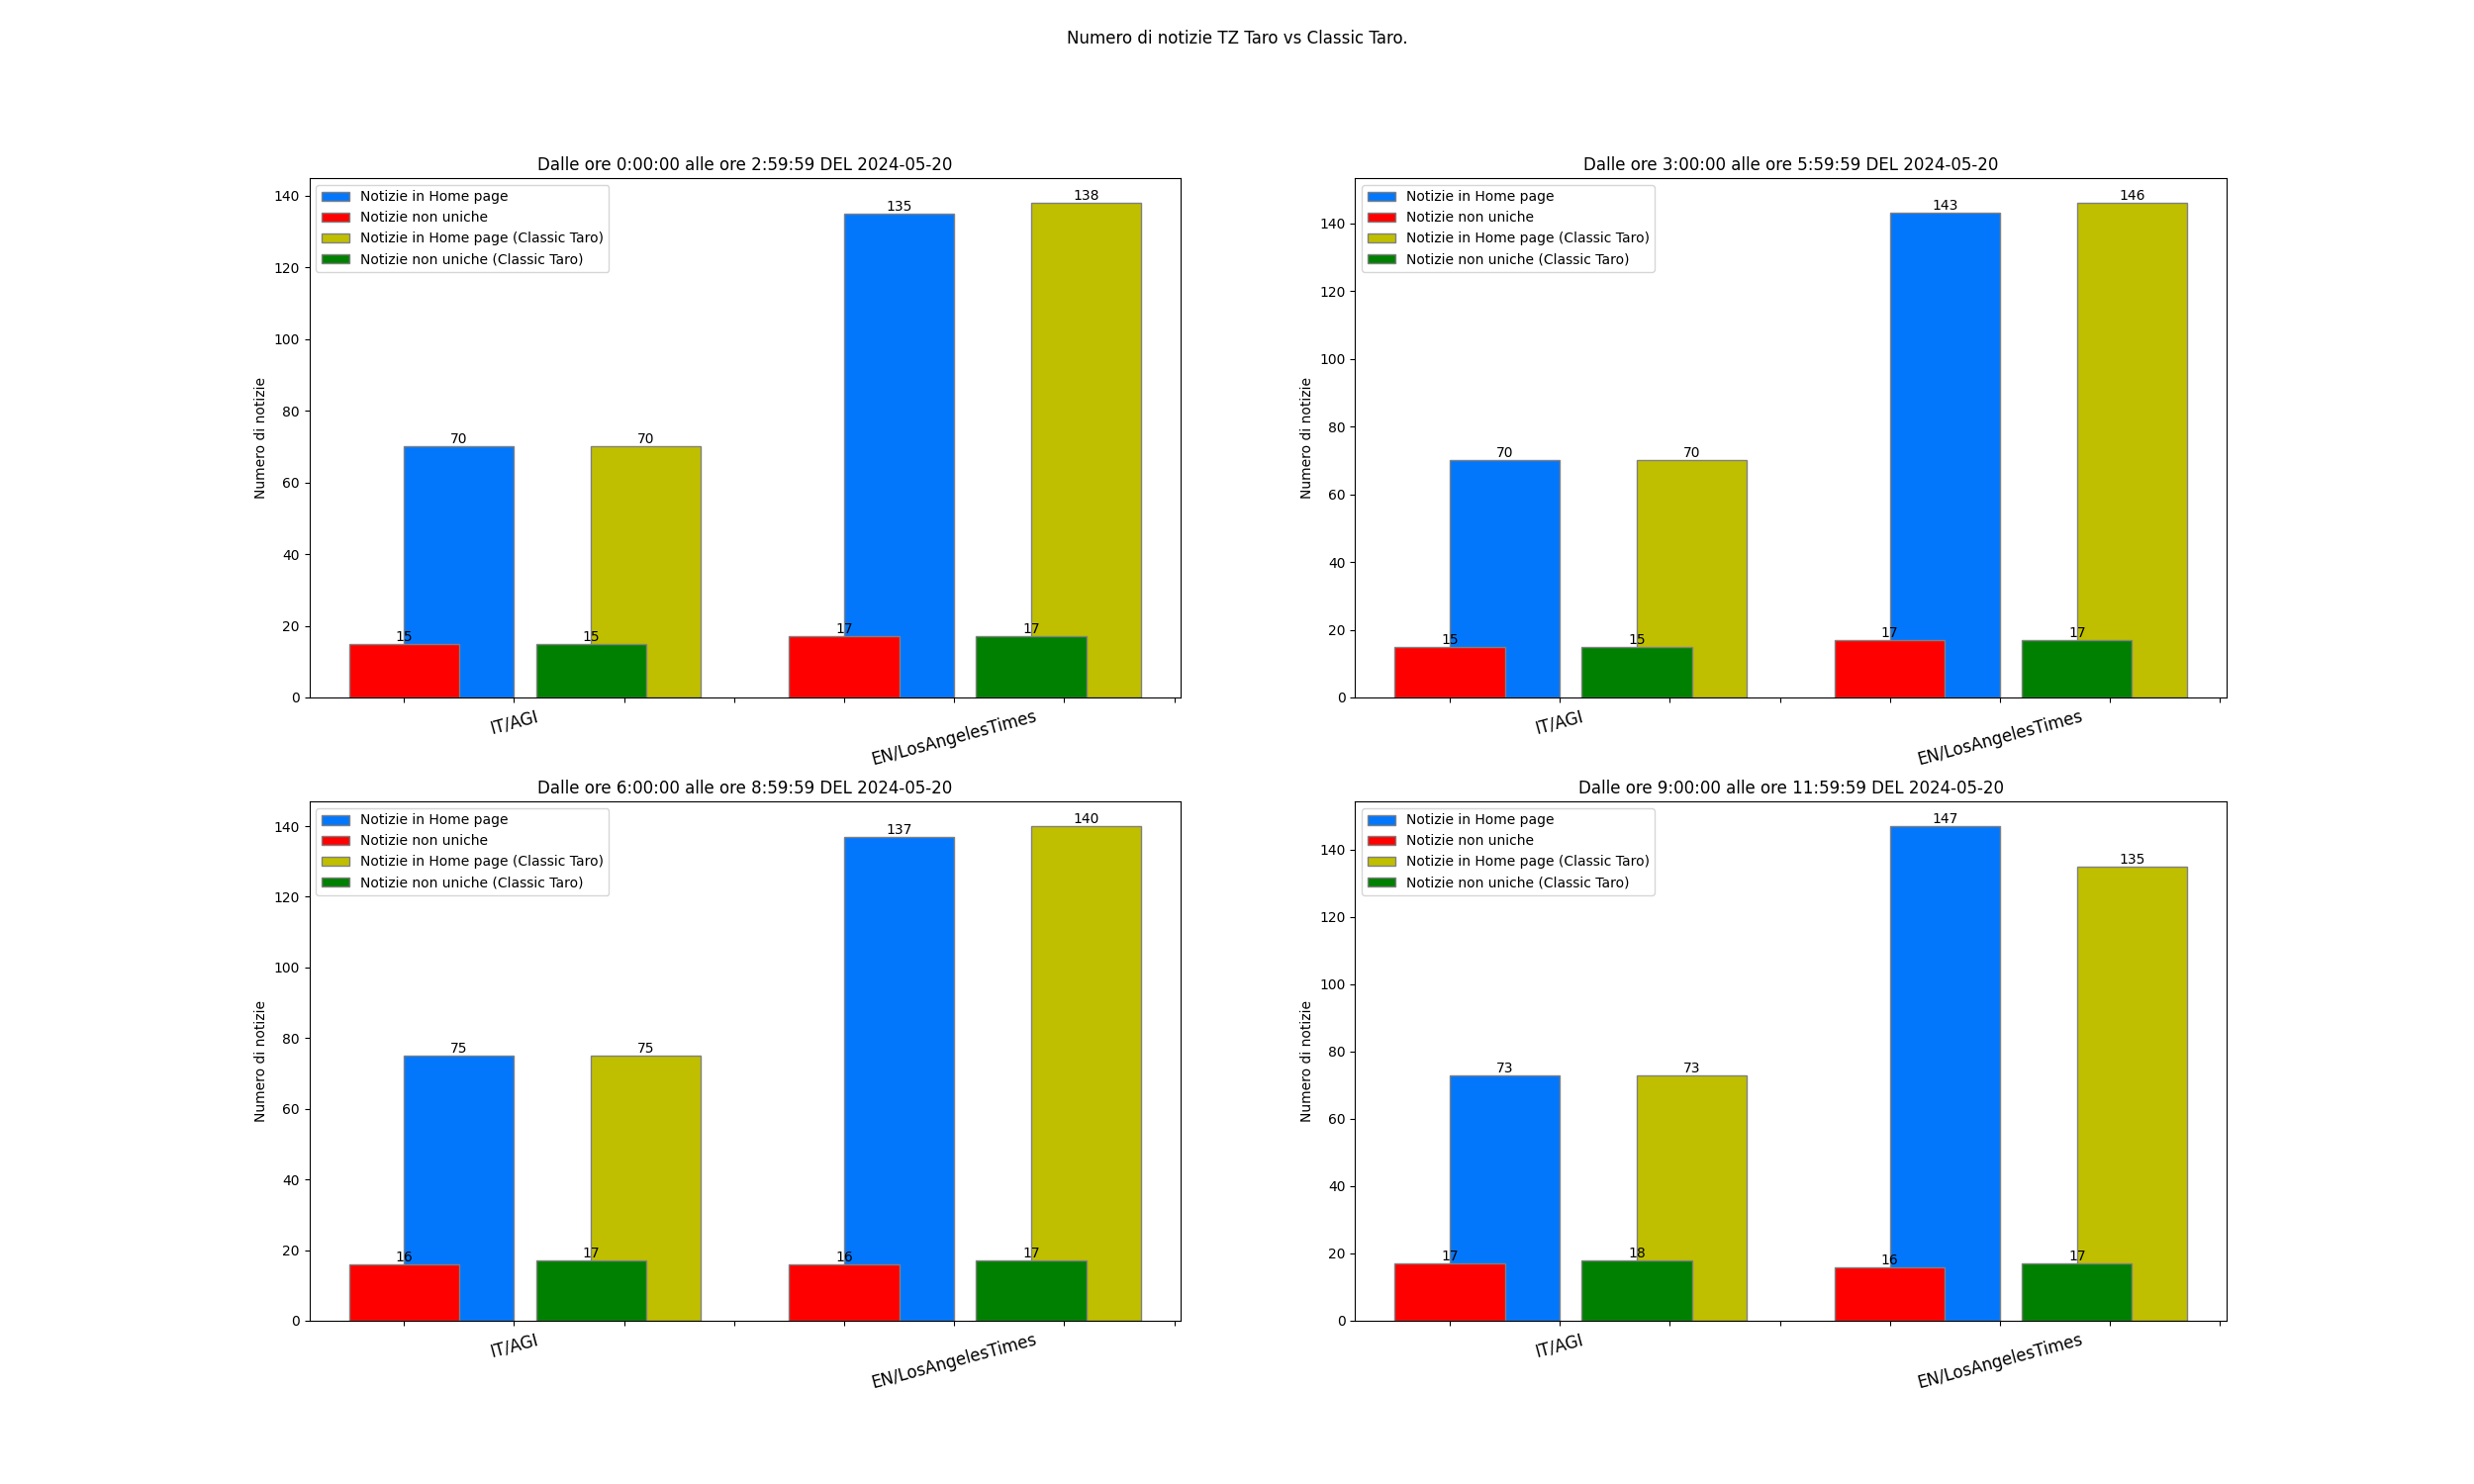 Numero di notizie TZ Taro vs Classic Taro.
Dalle ore 0:00:00 alle ore 2:59:59 DEL 2024-05-20
Notizie in Home page
Notizie non uniche
Notizie in Home page (Classic Taro)
Notizie non uniche (Classic Taro)
Numero di notizie
140
120
100
80
60
40
20
0
70
70
135
138
15
15
17
17
IT/AGI
EN/LosAngelesTimes
Dalle ore 3:00:00 alle ore 5:59:59 DEL 2024-05-20
Notizie in Home page
Notizie non uniche
Notizie in Home page (Classic Taro)
Notizie non uniche (Classic Taro)
Numero di notizie
140
120
100
80
60
40
20
0
70
70
143
146
15
15
17
17
IT/AGI
EN/LosAngelesTimes
Dalle ore 6:00:00 alle ore 8:59:59 DEL 2024-05-20
Notizie in Home page
Notizie non uniche
Notizie in Home page (Classic Taro)
Notizie non uniche (Classic Taro)
Numero di notizie
140
120
100
80
60
40
20
0
75
75
137
140
16
17
16
17
IT/AGI
EN/LosAngelesTimes
Dalle ore 9:00:00 alle ore 11:59:59 DEL 2024-05-20
Notizie in Home page
Notizie non uniche
Notizie in Home page (Classic Taro)
Notizie non uniche (Classic Taro)
Numero di notizie
140
120
100
80
60
40
20
0
73
73
147
135
17
18
16
17
IT/AGI
EN/LosAngelesTimes